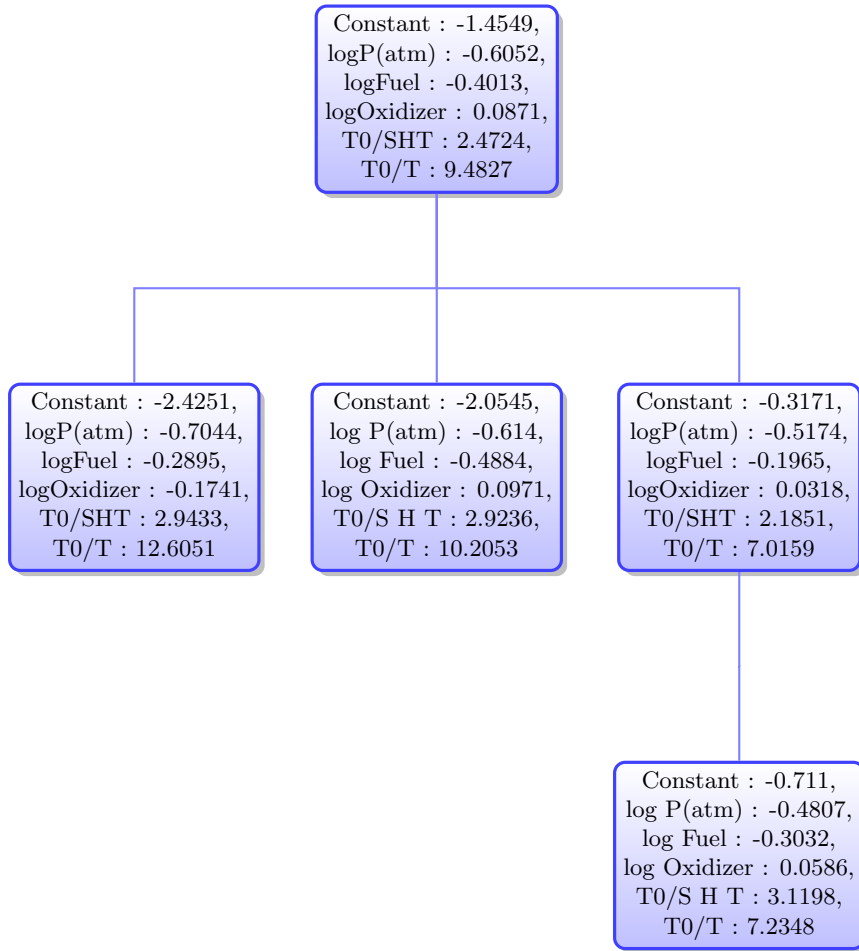 Constant : -1.4549,
logP(atm) : -0.6052,
logFuel : -0.4013,
logOxidizer : 0.0871,
T0/SHT : 2.4724,
T0/T : 9.4827
Constant : -2.4251,
logP(atm) : -0.7044,
logFuel : -0.2895,
logOxidizer : -0.1741,
T0/SHT : 2.9433,
T0/T : 12.6051
Constant : -2.0545,
log P(atm) : -0.614,
log Fuel : -0.4884,
log Oxidizer : 0.0971,
T0/S H T : 2.9236,
T0/T : 10.2053
Constant : -0.3171,
logP(atm) : -0.5174,
logFuel : -0.1965,
logOxidizer : 0.0318,
T0/SHT : 2.1851,
T0/T : 7.0159
Constant : -0.711,
log P(atm) : -0.4807,
log Fuel : -0.3032,
log Oxidizer : 0.0586,
T0/S H T : 3.1198,
T0/T : 7.2348